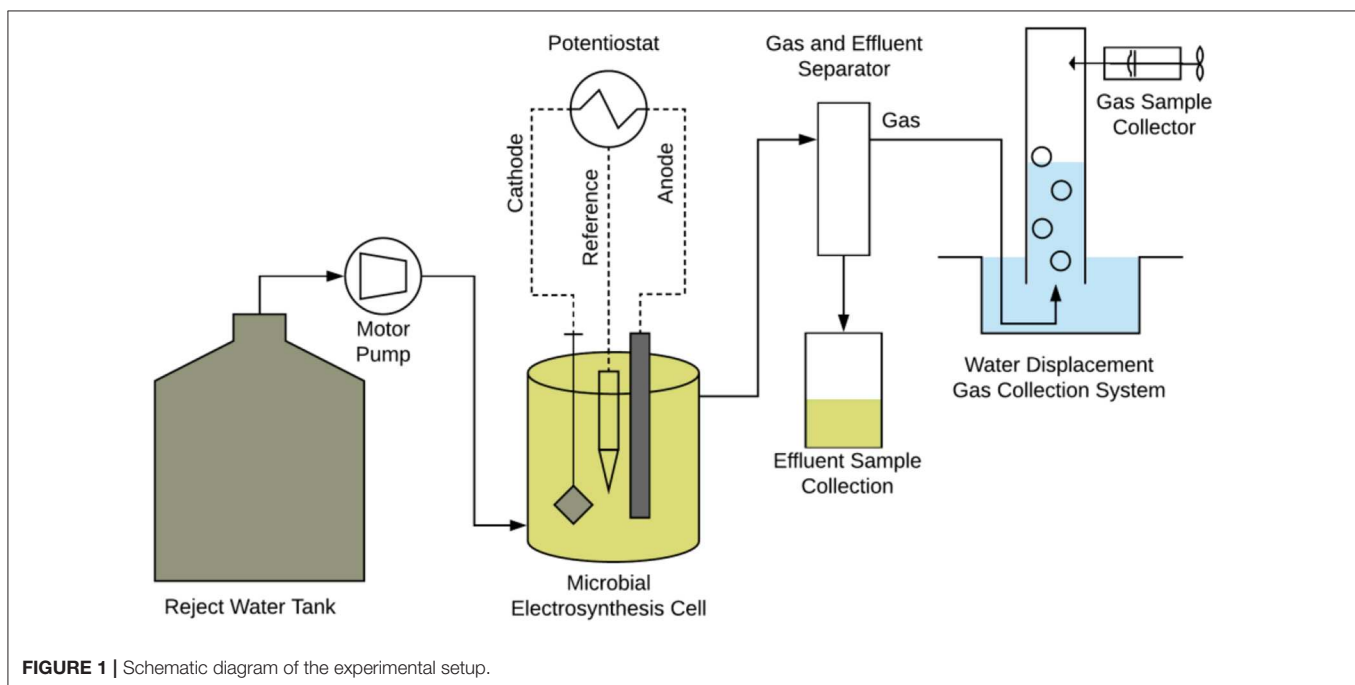 Potentiostat
Gas and Effluent
Separator
Gas Sample
Collector
Gas
Cathode
Reference
Anode
Motor
Pump
Water Displacement
Gas Collection System
Effluent Sample
Collection
Microbial
Electrosynthesis Cell
Reject Water Tank
FIGURE 1 | Schematic diagram of the experimental setup.